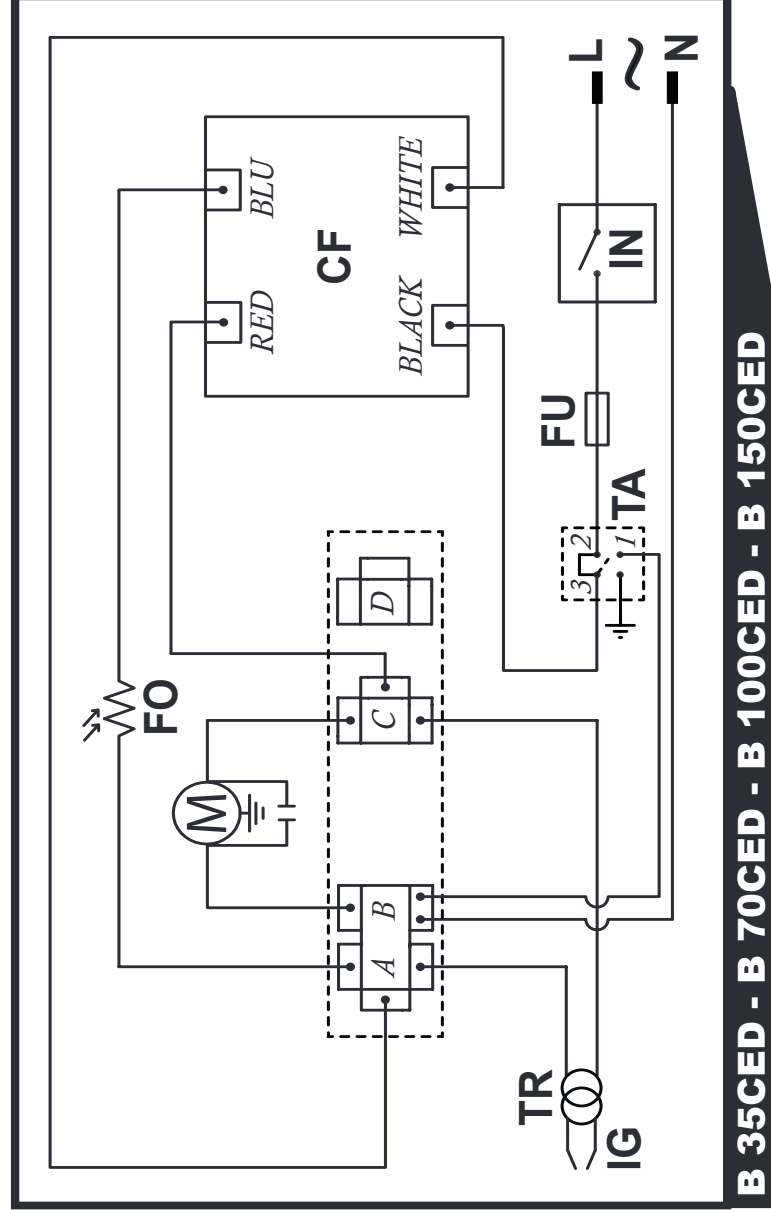 BLU
RED
WHITE
BLACK
CF
L
~
N
IN
FU
TA
3
2
1
FO
M
A
B
C
D
TR
IG
B 35CED - B 70CED - B 100CED - B 150CED